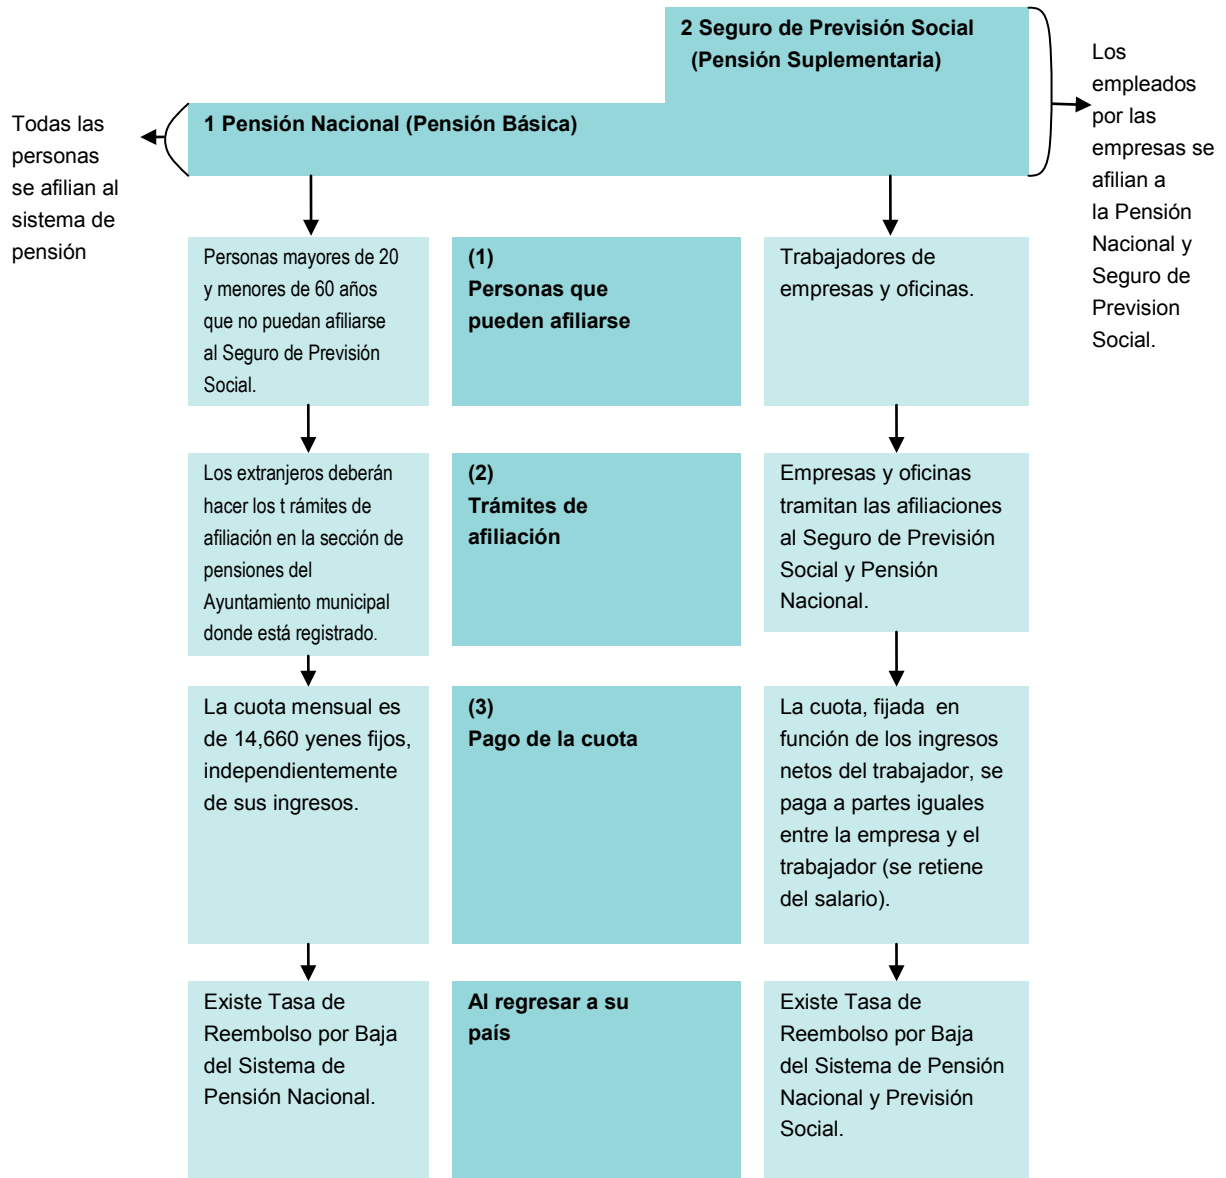 2 Seguro de Previsión Social
(Pensión Suplementaria)
Los
empleados
por las
empresas se
afilian a
la Pensión
Nacional y
Seguro de
Prevision
Social.
Todas las
personas
se afilian al
sistema de
pensión
1 Pensión Nacional (Pensión Básica)
Personas mayores de 20
y menores de 60 años
que no puedan afiliarse
al Seguro de Previsión
Social.
(1)
Personas que
pueden afiliarse
Trabajadores de
empresas y oficinas.
Los extranjeros deberán
hacer los t rámites de
afiliación en la sección de
pensiones del
Ayuntamiento municipal
donde está registrado.
(2)
Trámites de
afiliación
Empresas y oficinas
tramitan las afiliaciones
al Seguro de Previsión
Social y Pensión
Nacional.
La cuota mensual es
de 14,660 yenes fijos,
independientemente
de sus ingresos.
(3)
Pago de la cuota
La cuota, fijada en
función de los ingresos
netos del trabajador, se
paga a partes iguales
entre la empresa y el
trabajador (se retiene
del salario).
Existe Tasa de
Reembolso por Baja
del Sistema de
Pensión Nacional.
Al regresar a su
país
Existe Tasa de
Reembolso por Baja
del Sistema de Pensión
Nacional y Previsión
Social.